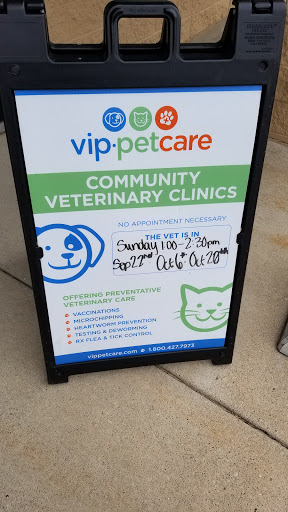 vip·petcare
COMMUNITY
VETERINARY CLINICS
NO APPOINTMENT NECESSARY
THE VET IS IN
Sunday 1:00-2:30pm
Sep 22nd Oct 6th Oct 20th
OFFERING PREVENTATIVE
VETERINARY CARE
• VACCINATIONS
• MICROCHIPPING
• HEARTWORM PREVENTION
• TESTING & DEWORMING
• RX FLEA & TICK CONTROL
vippetcare.com • 1.800.427.7973